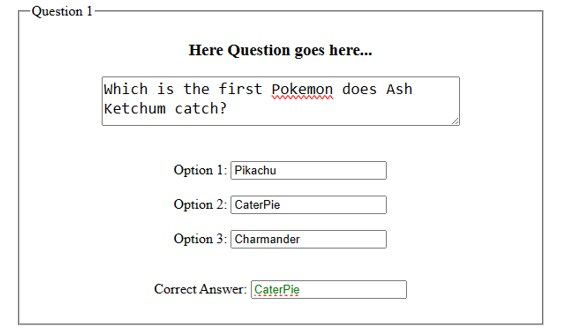 Question 1
Here Question goes here...
Which is the first Pokemon does Ash
Ketchum catch?
Option 1: Pikachu
Option 2: CaterPie
Option 3: Charmander
Correct Answer: CaterPie